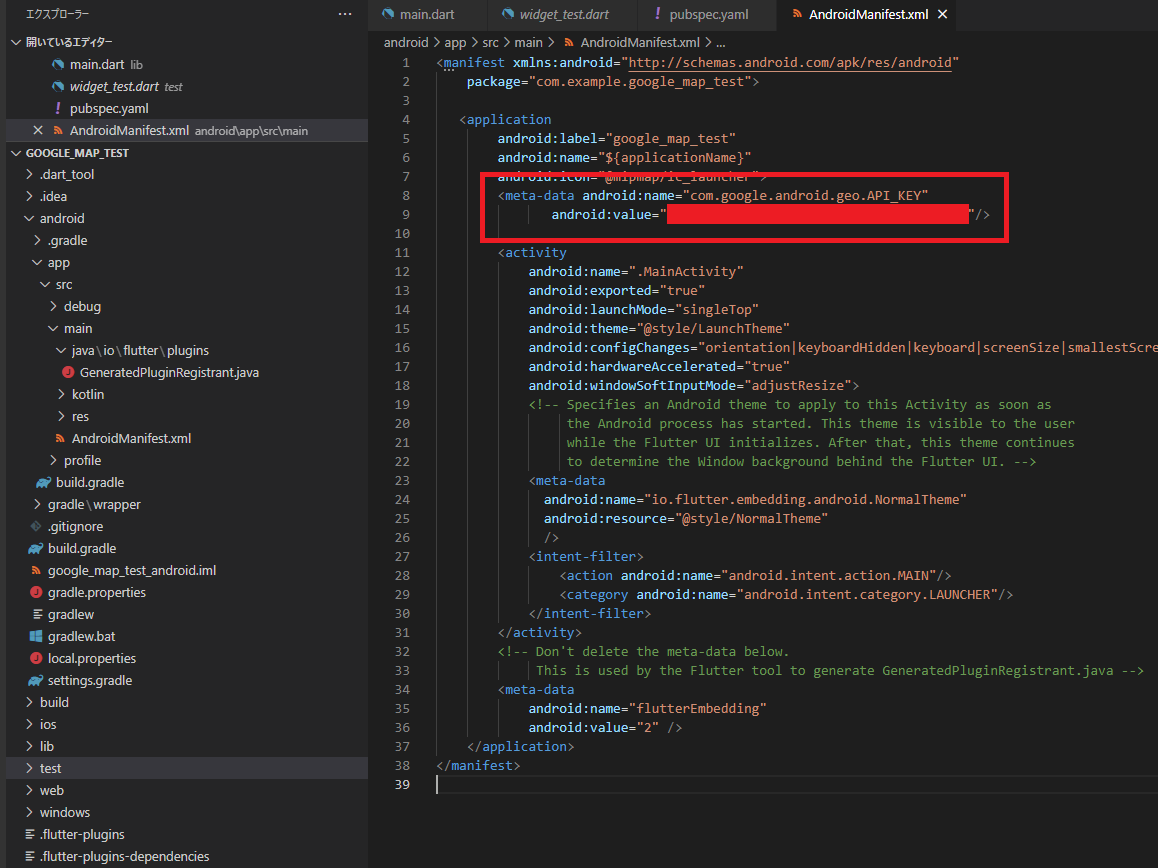 エクスプローラー ···
開いているエディター
main.dart lib
widget_test.dart test
! pubspec.yaml
AndroidManifest.xml android\app\src\main
GOOGLE_MAP_TEST
.dart_tool
.idea
android
.gradle
app
src
debug
main
java\io\flutter\plugins
GeneratedPluginRegistrant.java
kotlin
res
AndroidManifest.xml
profile
build.gradle
gradle\wrapper
.gitignore
build.gradle
google_map_test_android.iml
gradle.properties
gradlew
gradlew.bat
local.properties
settings.gradle
build
ios
lib
test
web
windows
.flutter-plugins
.flutter-plugins-dependencies
main.dart widget_test.dart ! pubspec.yaml AndroidManifest.xml
android > app > src > main > AndroidManifest.xml > ...
1 <manifest xmlns:android="http://schemas.android.com/apk/res/android"
2 package="com.example.google_map_test">
3
4 <application
5 android:label="google_map_test"
6 android:name="${applicationName}"
7 android:icon="@mipmap/ic_launcher">
8 <meta-data android:name="com.google.android.geo.API_KEY"
9 android:value=" "/>
10
11 <activity
12 android:name=".MainActivity"
13 android:exported="true"
14 android:launchMode="singleTop"
15 android:theme="@style/LaunchTheme"
16 android:configChanges="orientation|keyboardHidden|keyboard|screenSize|smallestScre
17 android:hardwareAccelerated="true"
18 android:windowSoftInputMode="adjustResize">
19 <!-- Specifies an Android theme to apply to this Activity as soon as
20 the Android process has started. This theme is visible to the user
21 while the Flutter UI initializes. After that, this theme continues
22 to determine the Window background behind the Flutter UI. -->
23 <meta-data
24 android:name="io.flutter.embedding.android.NormalTheme"
25 android:resource="@style/NormalTheme"
26 />
27 <intent-filter>
28 <action android:name="android.intent.action.MAIN"/>
29 <category android:name="android.intent.category.LAUNCHER"/>
30 </intent-filter>
31 </activity>
32 <!-- Don't delete the meta-data below.
33 This is used by the Flutter tool to generate GeneratedPluginRegistrant.java -->
34 <meta-data
35 android:name="flutterEmbedding"
36 android:value="2" />
37 </application>
38 </manifest>
39